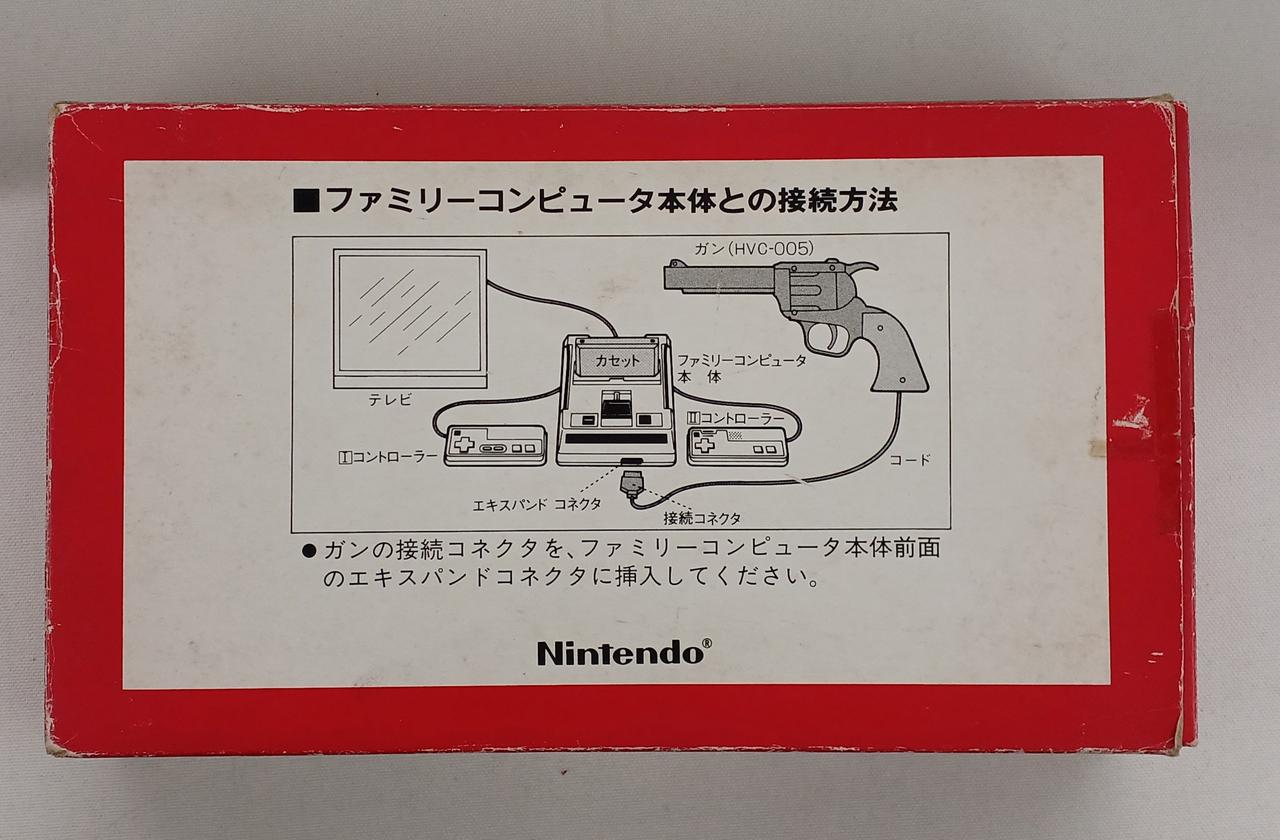 ■ファミリーコンピュータ本体との接続方法
ガン(HVC-005)
カセット
ファミリーコンピュータ
本 体
テレビ
IIコントローラー
Iコントローラー
コード
エキスパンド コネクタ
接続コネクタ
●ガンの接続コネクタを、ファミリーコンピュータ本体前面
のエキスパンドコネクタに挿入してください。
Nintendo®